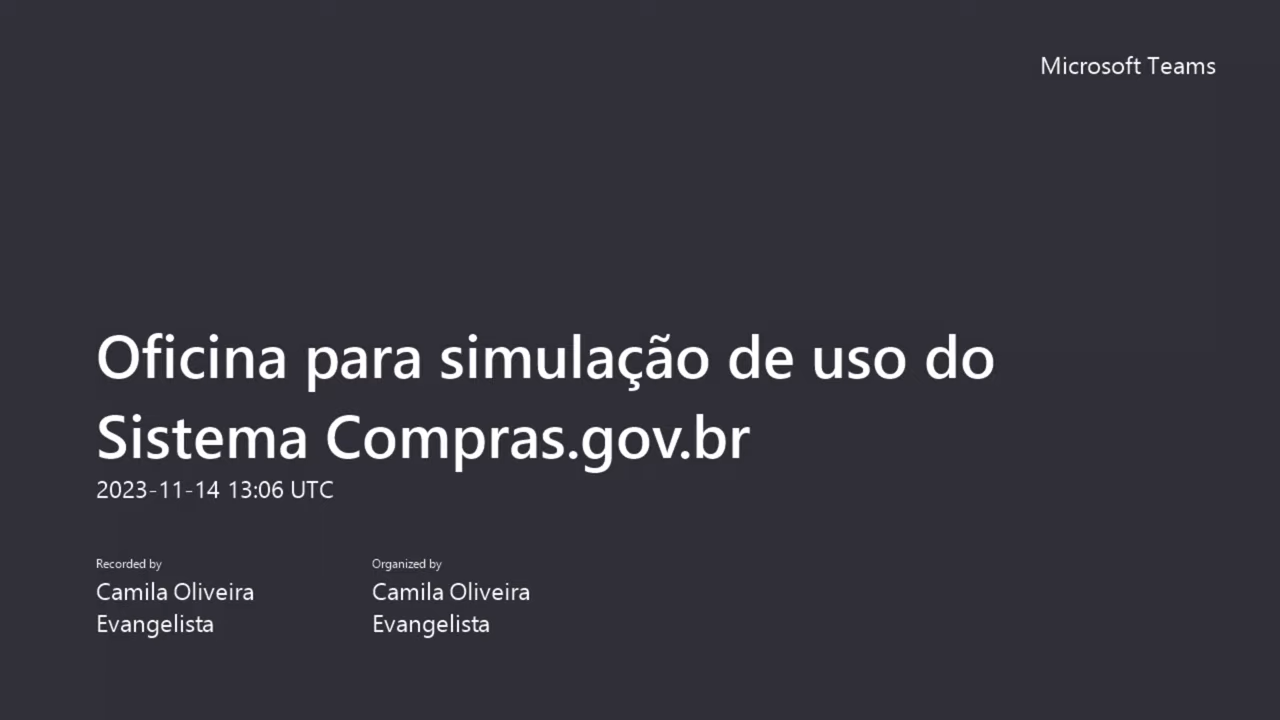 Microsoft Teams
Oficina para simulação de uso do
Sistema Compras.gov.br
2023-11-14 13:06 UTC
Recorded by
Camila Oliveira
Evangelista
Organized by
Camila Oliveira
Evangelista